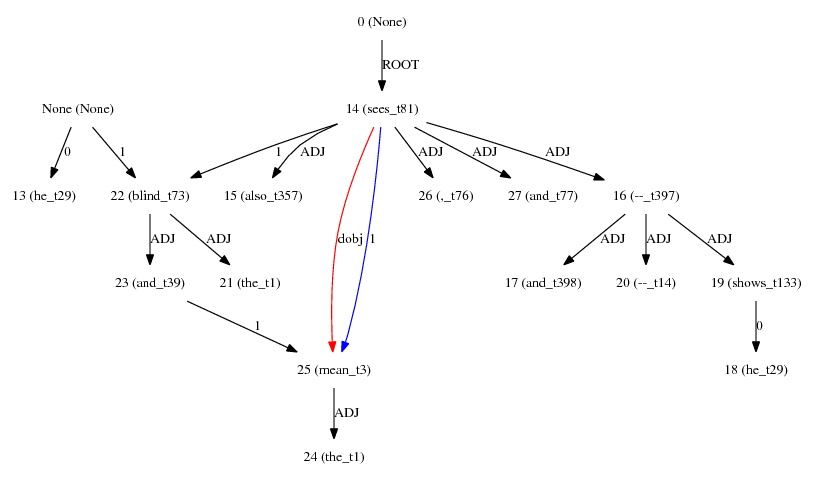 0 (None)
ROOT
None (None) 14 (sees_t81)
0 1 1 ADJ ADJ ADJ ADJ
13 (he_t29) 22 (blind_t73) 15 (also_t357) 26 (,_t76) 27 (and_t77) 16 (--_t397)
ADJ ADJ dobj 1 ADJ ADJ ADJ
23 (and_t39) 21 (the_t1) 17 (and_t398) 20 (--_t14) 19 (shows_t133)
1 0
25 (mean_t3) 18 (he_t29)
ADJ
24 (the_t1)